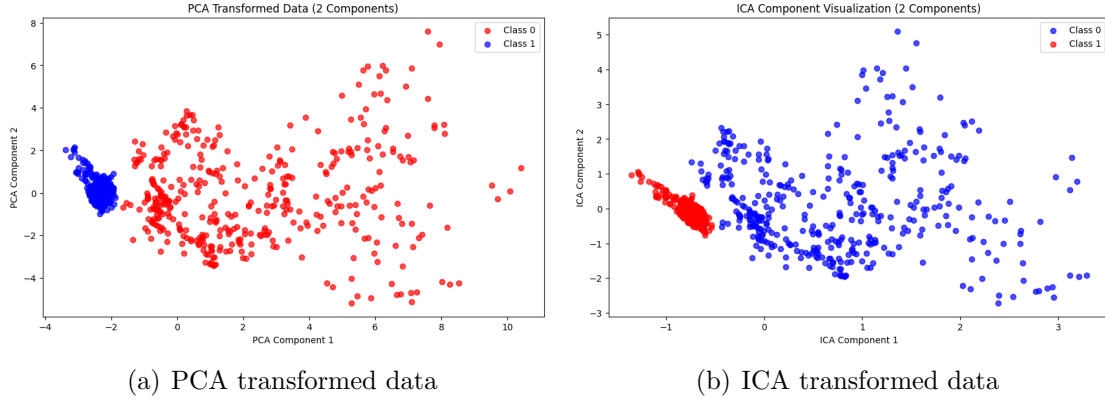 PCA Transformed Data (2 Components)
Class 0
Class 1
8
6
4
2
0
−2
−4
PCA Component 2
−4
−2
0
2
4
6
8
10
PCA Component 1
(a) PCA transformed data
ICA Component Visualization (2 Components)
Class 0
Class 1
5
4
3
2
1
0
−1
−2
−3
ICA Component 2
−1
0
1
2
3
ICA Component 1
(b) ICA transformed data